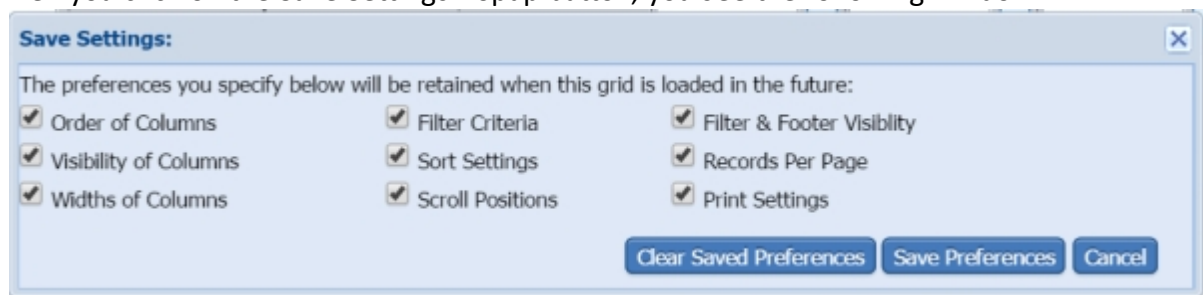 Save Settings:
The preferences you specify below will be retained when this grid is loaded in the future:
Order of Columns Filter Criteria Filter & Footer Visiblity
Visibility of Columns Sort Settings Records Per Page
Widths of Columns Scroll Positions Print Settings
Clear Saved Preferences Save Preferences Cancel